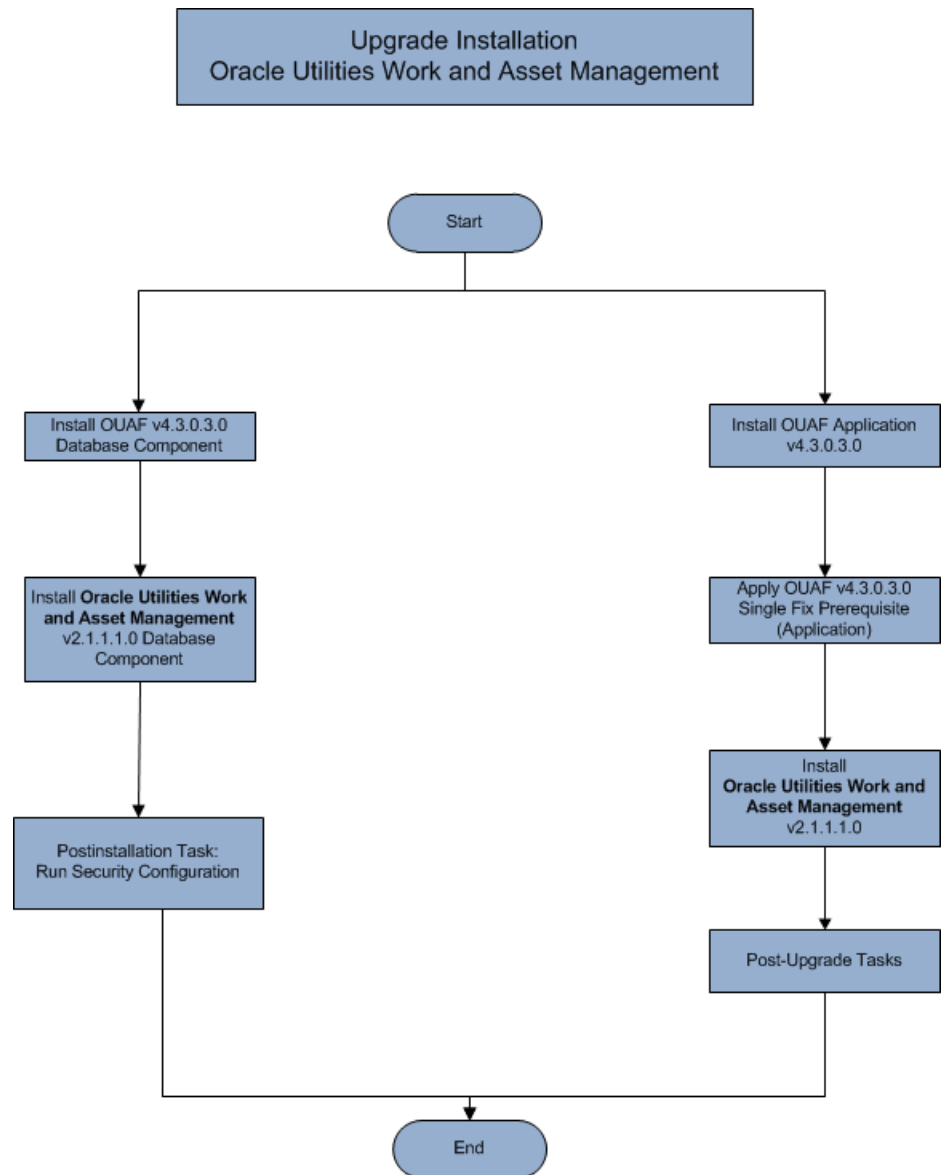 Upgrade Installation
Oracle Utilities Work and Asset Management
Start
Install OUAF v4.3.0.3.0
Database Component
Install Oracle Utilities Work
and Asset Management
v2.1.1.1.0 Database
Component
Postinstallation Task:
Run Security Configuration
Install OUAF Application
v4.3.0.3.0
Apply OUAF v4.3.0.3.0
Single Fix Prerequisite
(Application)
Install
Oracle Utilities Work and
Asset Management
v2.1.1.1.0
Post-Upgrade Tasks
End